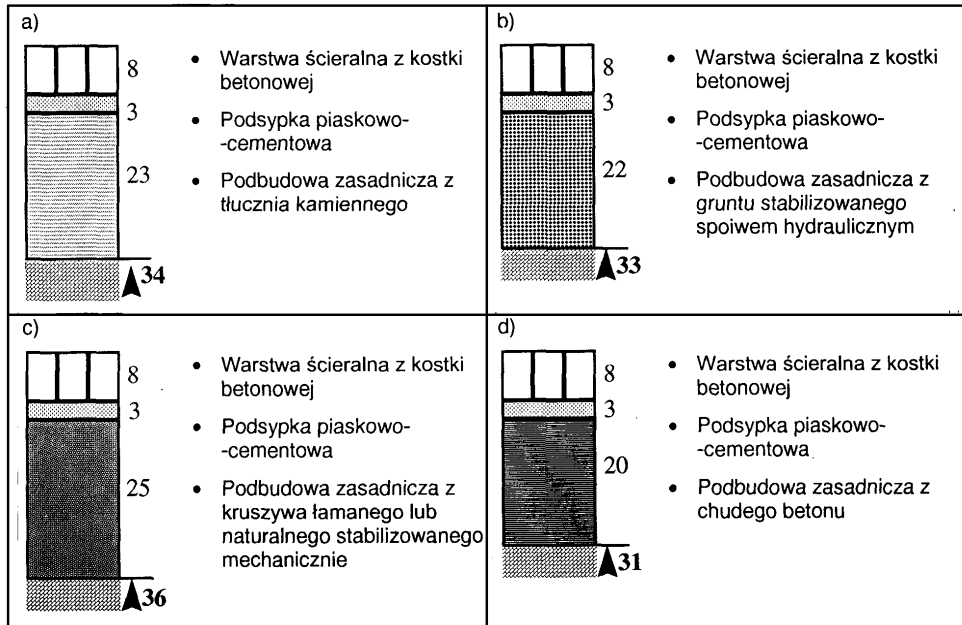 a)
8
3
23
34
• Warstwa ścieralna z kostki
betonowej
• Podsypka piaskowo-
-cementowa
• Podbudowa zasadnicza z
tłucznia kamiennego
b)
8
3
22
33
• Warstwa ścieralna z kostki
betonowej
• Podsypka piaskowo-
-cementowa
• Podbudowa zasadnicza z
gruntu stabilizowanego
spoiwem hydraulicznym
c)
8
3
25
36
• Warstwa ścieralna z kostki
betonowej
• Podsypka piaskowo-
-cementowa
• Podbudowa zasadnicza z
kruszywa łamanego lub
naturalnego stabilizowanego
mechanicznie
d)
8
3
20
31
• Warstwa ścieralna z kostki
betonowej
• Podsypka piaskowo-
-cementowa
• Podbudowa zasadnicza z
chudego betonu